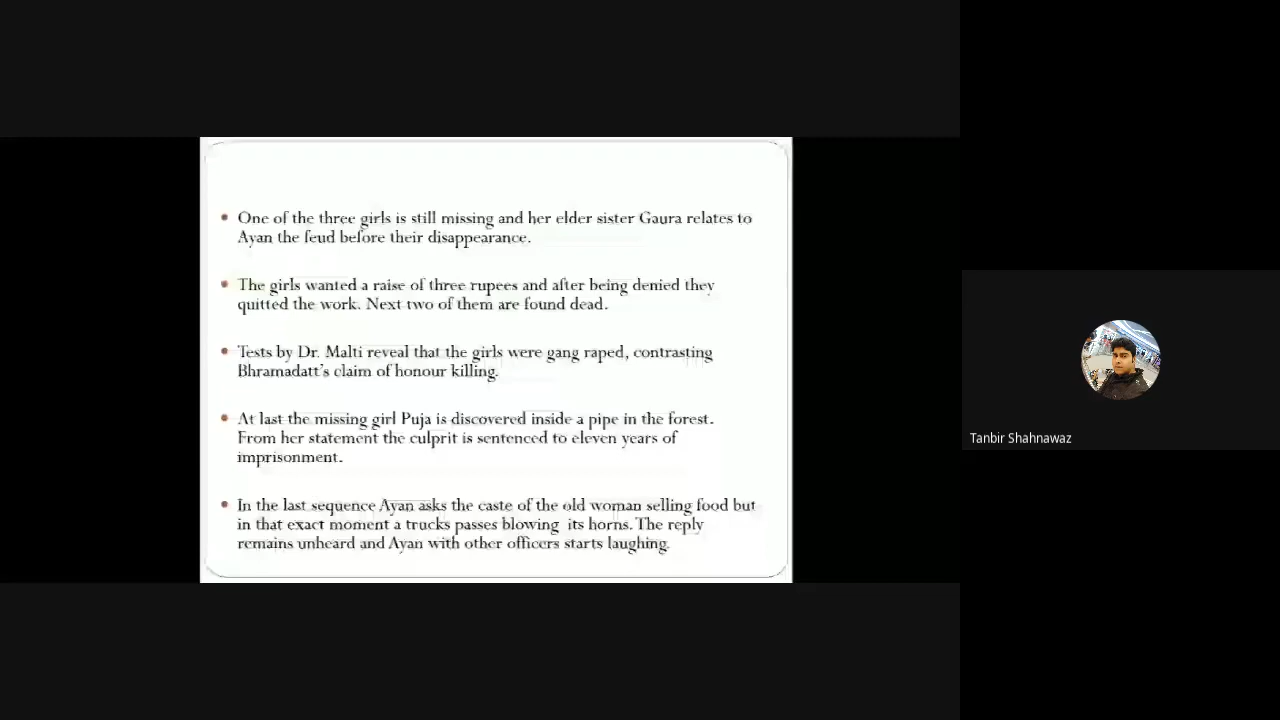 One of the three girls is still missing and her elder sister Gaura relates to
Ayan the feud before their disappearance.
The girls wanted a raise of three rupees and after being denied they
quitted the work. Next two of them are found dead.
Tests by Dr. Malti reveal that the girls were gang raped, contrasting
Bhramadatt's claim of honour killing.
At last the missing girl Puja is discovered inside a pipe in the forest.
From her statement the culprit is sentenced to eleven years of
imprisonment.
In the last sequence Ayan asks the caste of the old woman selling food but
in that exact moment a trucks passes blowing its horns. The reply
remains unheard and Ayan with other officers starts laughing.
Tanbir Shahnawaz